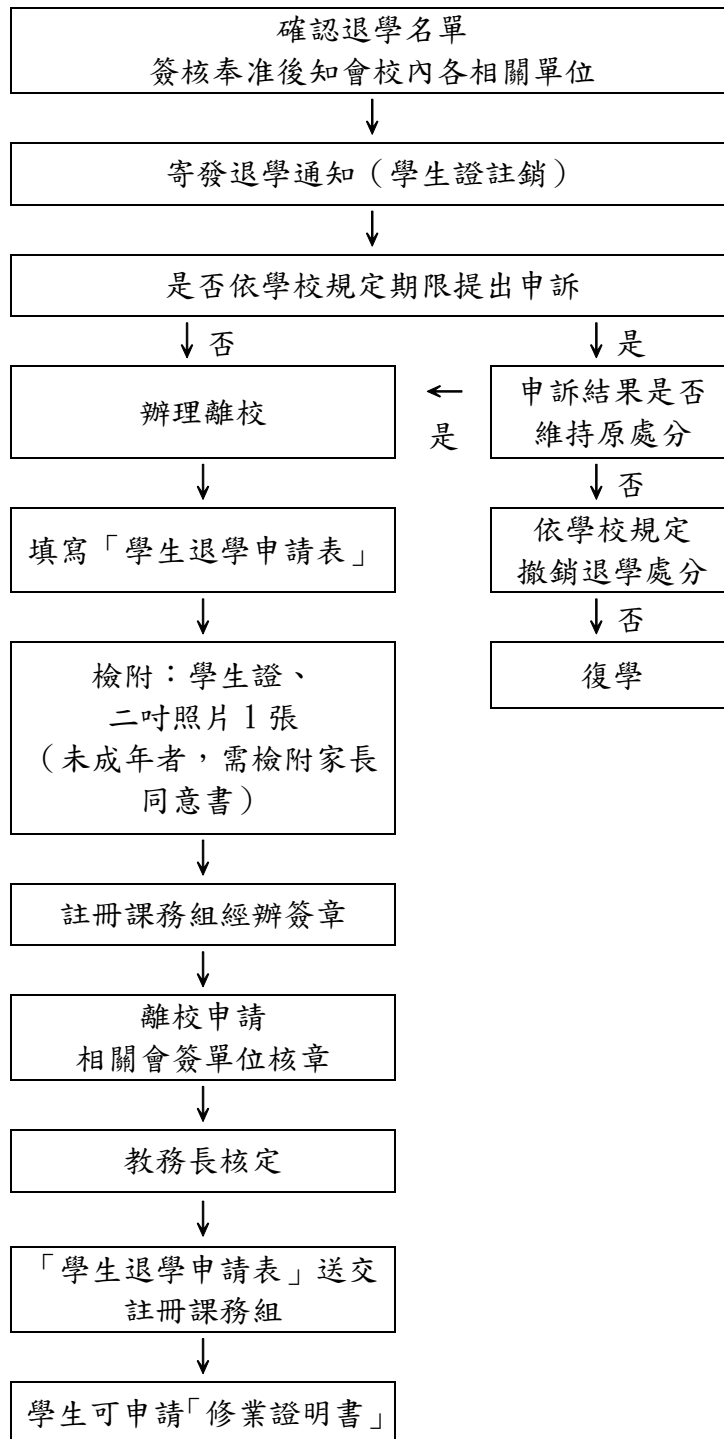 確認退學名單
簽核奉准後知會校內各相關單位
寄發退學通知（學生證註銷）
是否依學校規定期限提出申訴
否
是
辦理離校
是
申訴結果是否
維持原處分
否
填寫「學生退學申請表」
依學校規定
撤銷退學處分
否
檢附：學生證、
二吋照片1張
（未成年者，需檢附家長
同意書）
復學
註冊課務組經辦簽章
離校申請
相關會簽單位核章
教務長核定
「學生退學申請表」送交
註冊課務組
學生可申請「修業證明書」